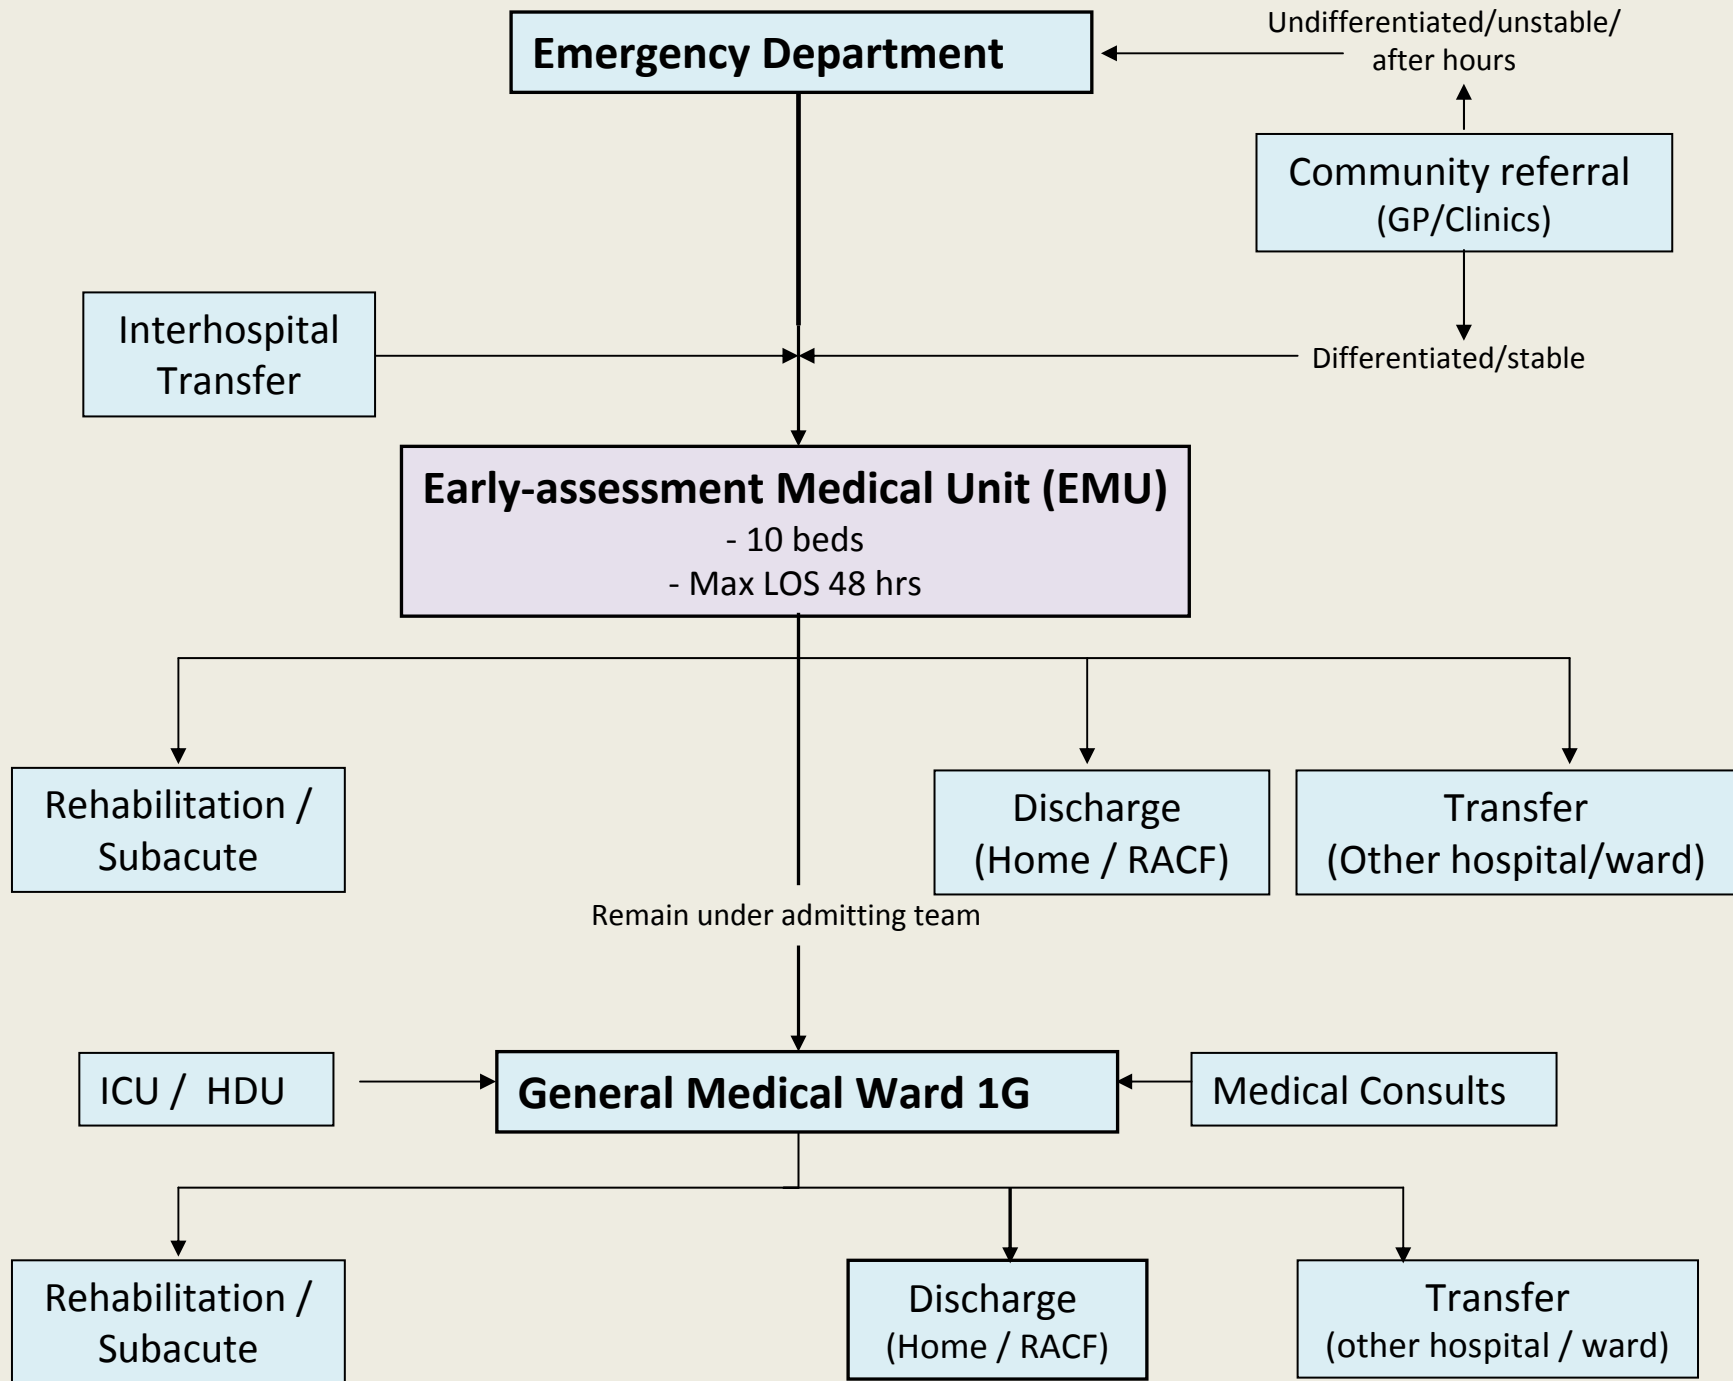 Emergency Department
Undifferentiated/unstable/
after hours
Community referral
(GP/Clinics)
Interhospital
Transfer
Differentiated/stable
Early-assessment Medical Unit (EMU)
- 10 beds
- Max LOS 48 hrs
Rehabilitation /
Subacute
Discharge
(Home / RACF)
Transfer
(Other hospital/ward)
Remain under admitting team
ICU / HDU
General Medical Ward 1G
Medical Consults
Rehabilitation /
Subacute
Discharge
(Home / RACF)
Transfer
(other hospital / ward)